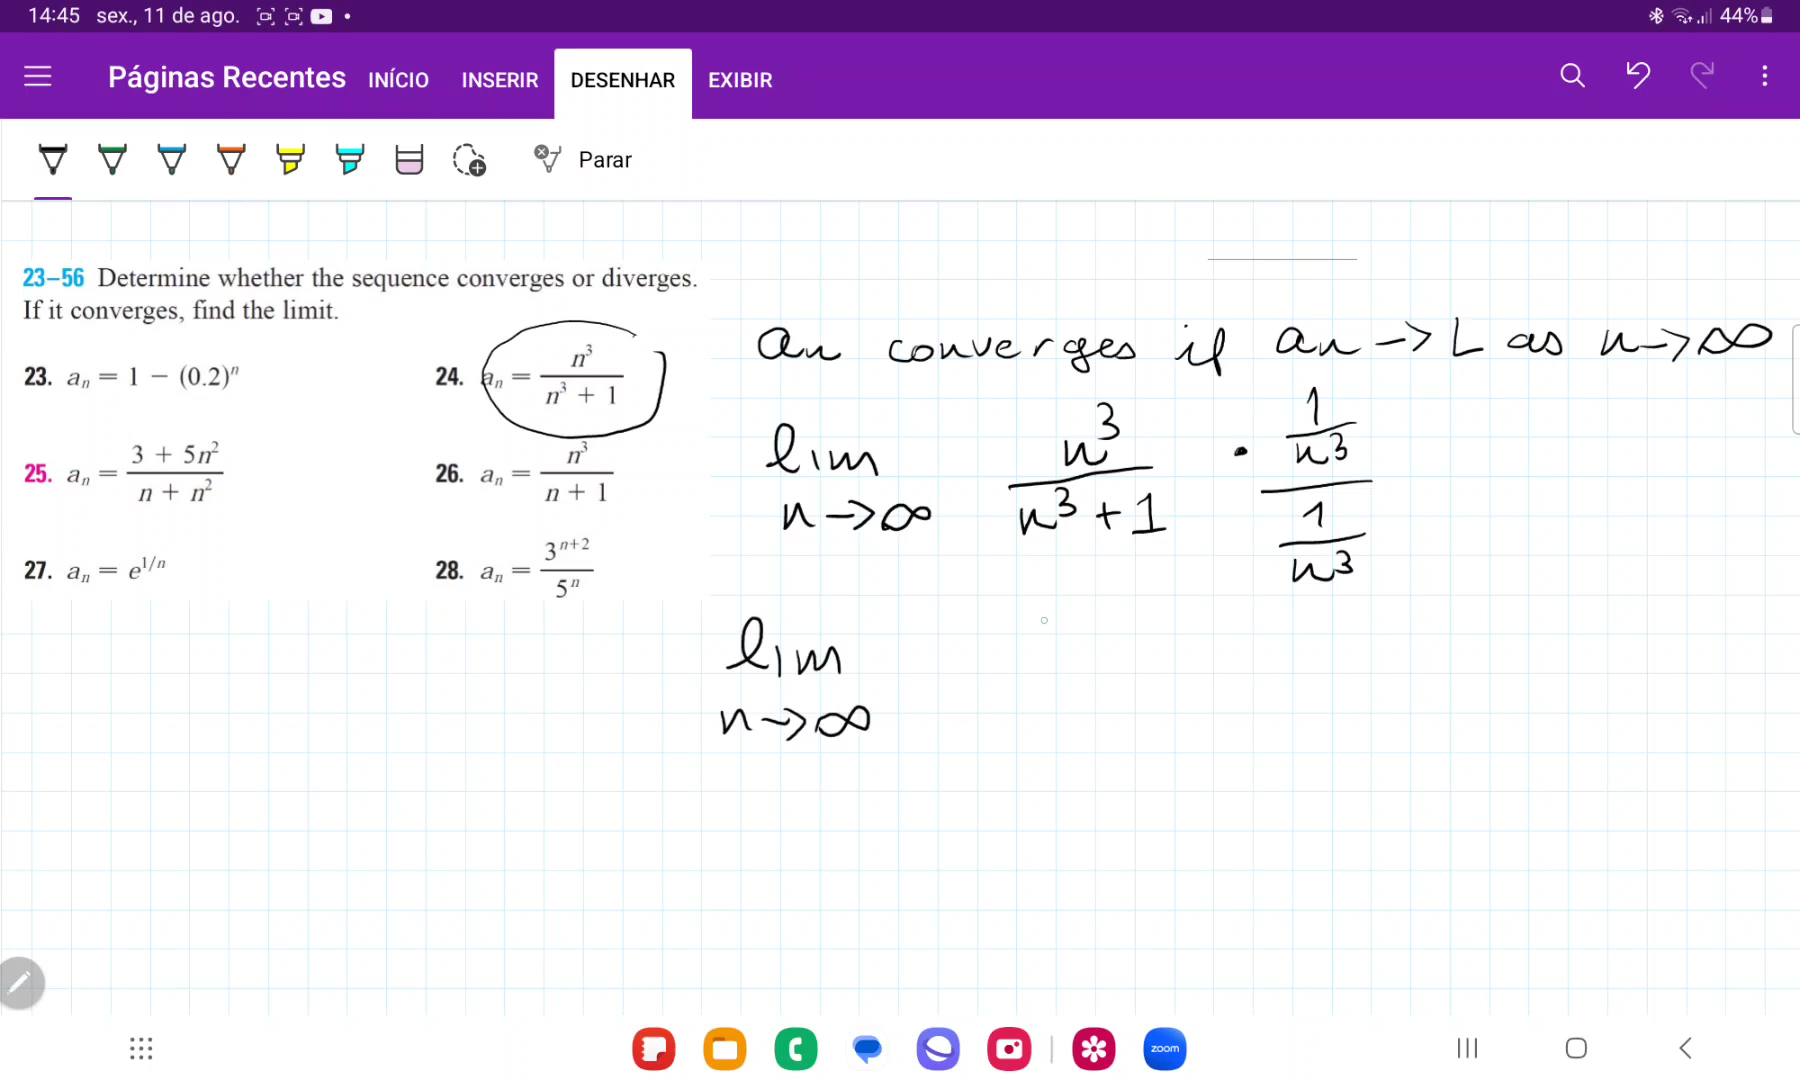 14:45 sex., 11 de ago. 44%
Páginas Recentes INÍCIO INSERIR DESENHAR EXIBIR
Parar
23–56 Determine whether the sequence converges or diverges.
If it converges, find the limit.
23. aₙ = 1 − (0.2)ⁿ
24. aₙ = n³ / (n³ + 1)
25. aₙ = (3 + 5n²) / (n + n²)
26. aₙ = n³ / (n + 1)
27. aₙ = e^(1/n)
28. aₙ = 3^(n+2) / 5ⁿ
an converges if an -> L as n->∞
lim n->∞ n³ / (n³ + 1) · (1/n³) / (1/n³)
lim n->∞
zoom